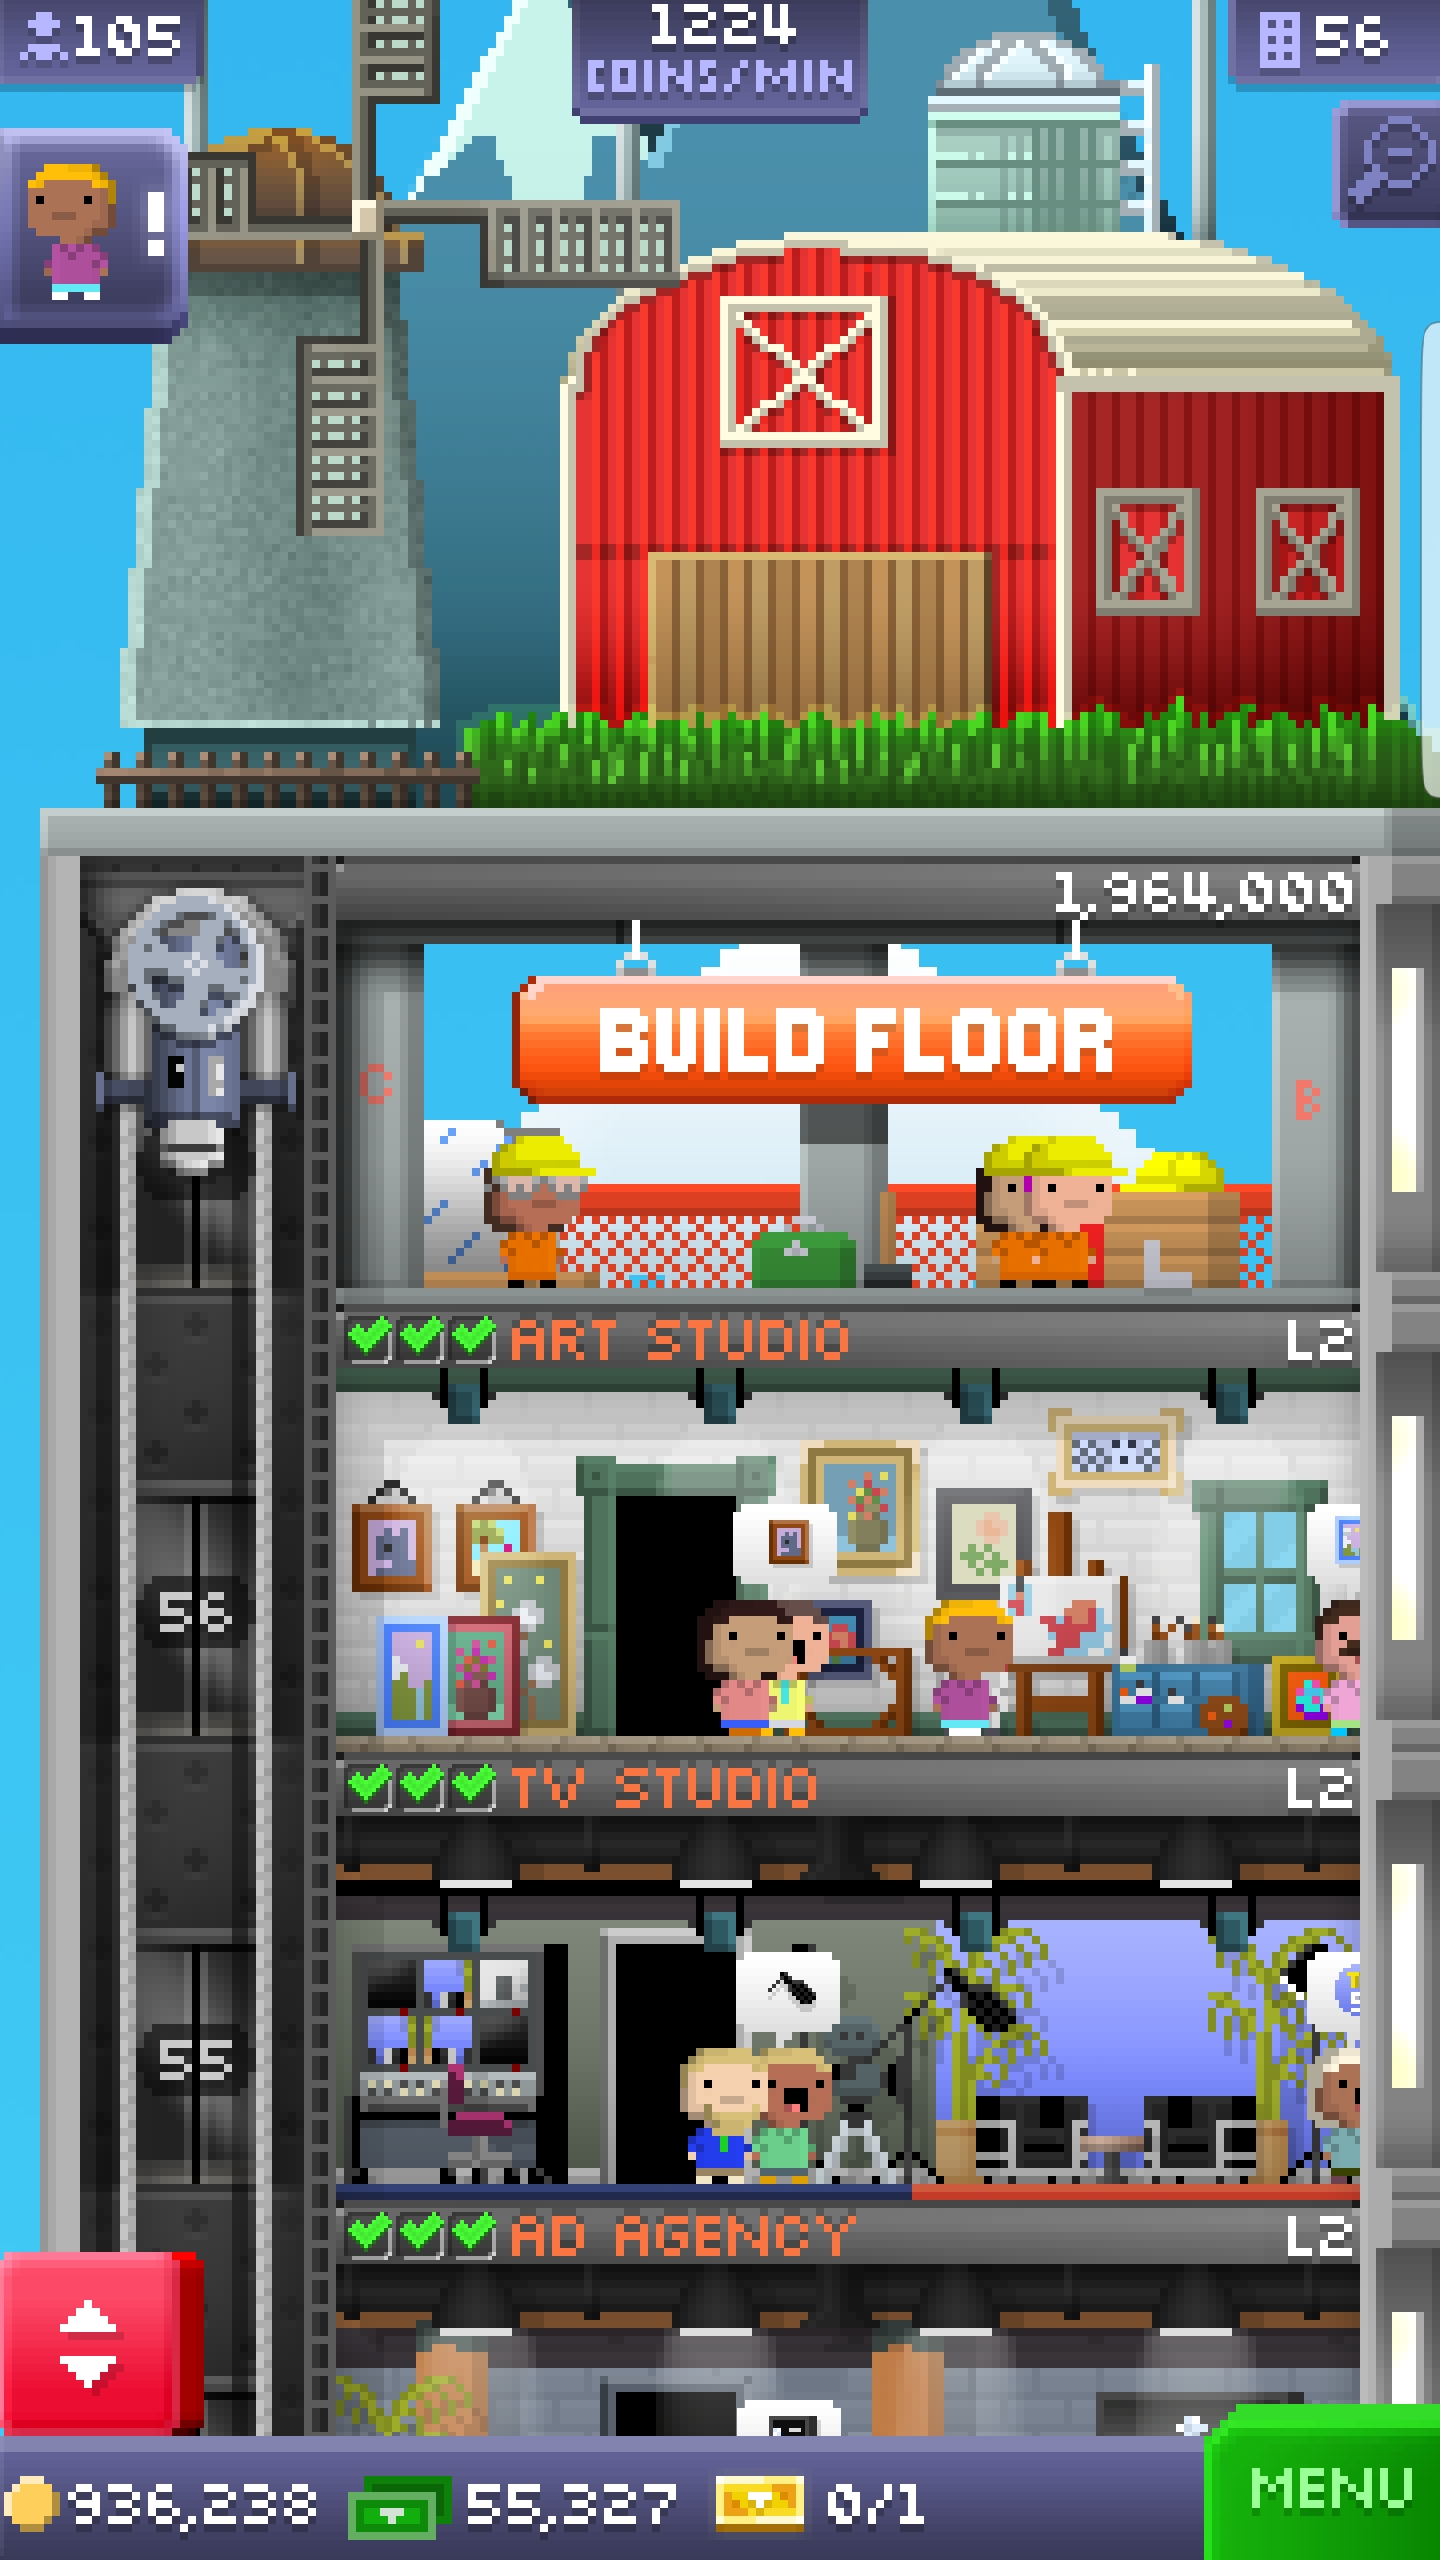 105
1224
COINS/MIN
56
!
1,964,000
BUILD FLOOR
C
B
ART STUDIO
L2
56
TV STUDIO
L2
55
AD AGENCY
L2
936,238
55,327
0/1
MENU